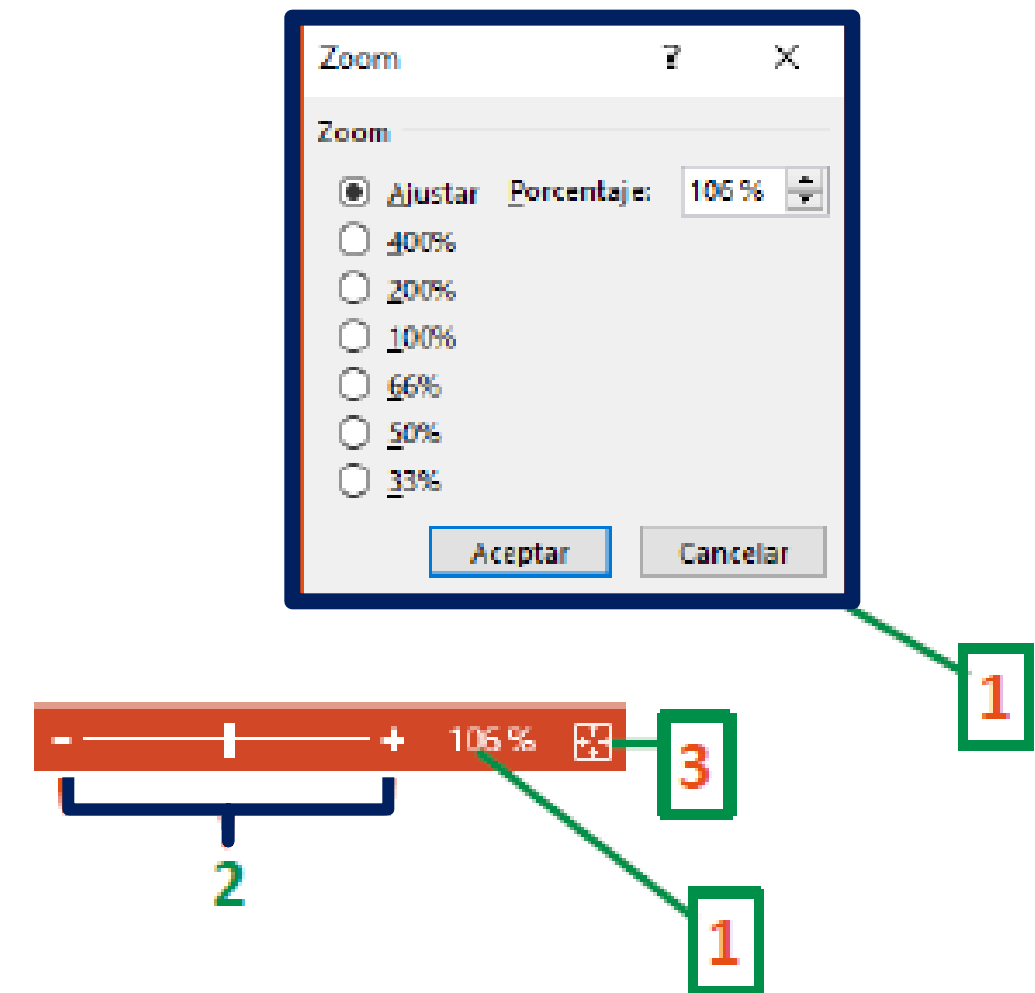 Zoom ? X
Zoom
Ajustar Porcentaje: 106 %
400%
200%
100%
66%
50%
33%
Aceptar Cancelar
1
- + 106 %
3
2
1